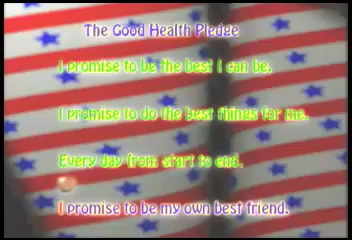 The Good Health Pledge
I promise to be the best I can be.
I promise to do the best things for me.
Every day from start to end,
I promise to be my own best friend.